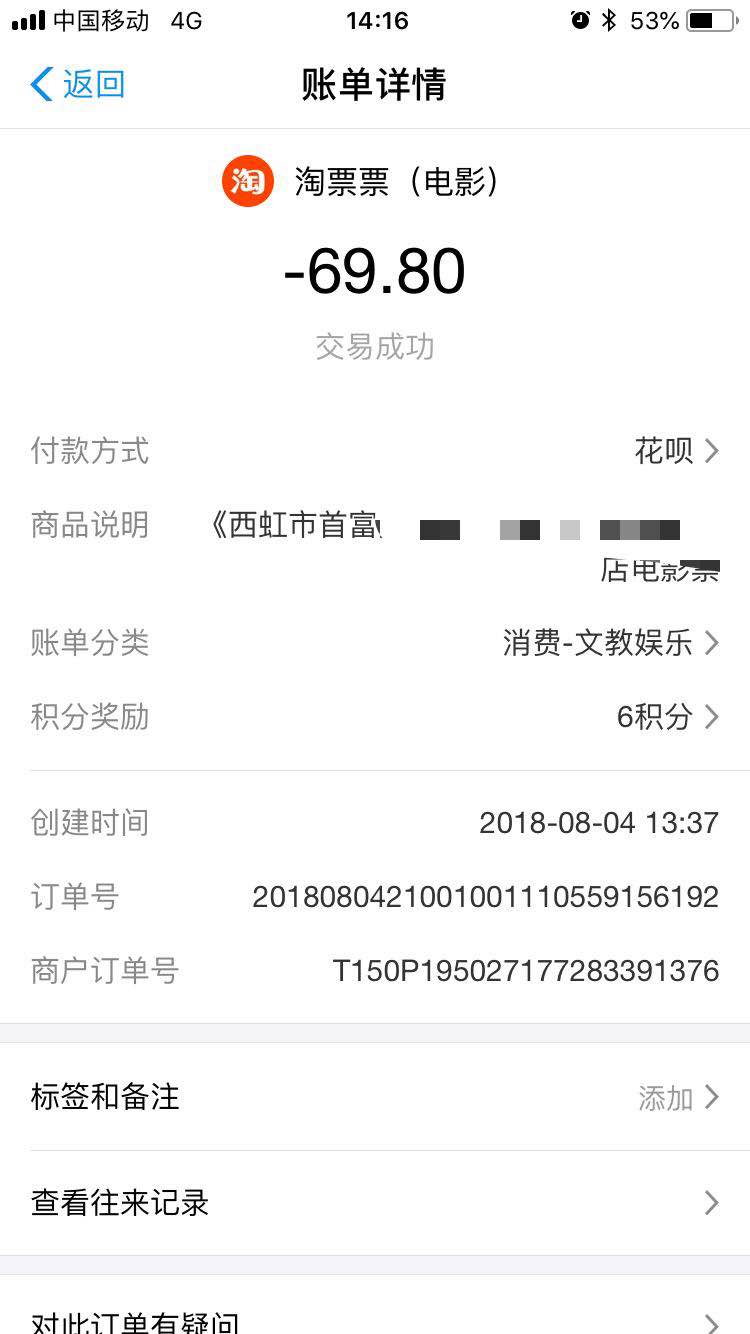 中国移动 4G 14:16 53%
返回 账单详情
淘 淘票票（电影）
-69.80
交易成功
付款方式 花呗
商品说明 《西虹市首富
店电影票
账单分类 消费-文教娱乐
积分奖励 6积分
创建时间 2018-08-04 13:37
订单号 2018080421001001110559156192
商户订单号 T150P195027177283391376
标签和备注 添加
查看往来记录
对此订单有疑问